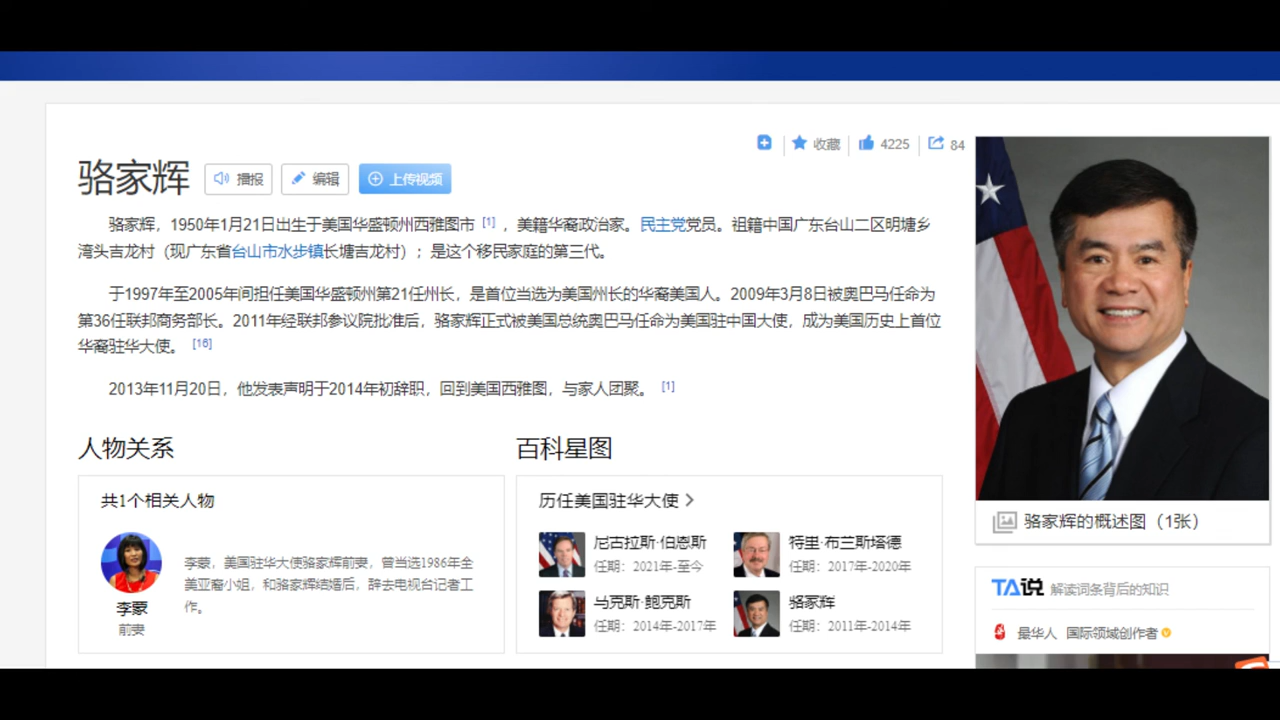 收藏 4225 84
骆家辉 播报 编辑 上传视频
骆家辉，1950年1月21日出生于美国华盛顿州西雅图市 [1] ，美籍华裔政治家。民主党党员。祖籍中国广东台山二区明塘乡
湾头吉龙村（现广东省台山市水步镇长塘吉龙村）；是这个移民家庭的第三代。
于1997年至2005年间担任美国华盛顿州第21任州长，是首位当选为美国州长的华裔美国人。2009年3月8日被奥巴马任命为
第36任联邦商务部长。2011年经联邦参议院批准后，骆家辉正式被美国总统奥巴马任命为美国驻中国大使，成为美国历史上首位
华裔驻华大使。 [16]
2013年11月20日，他发表声明于2014年初辞职，回到美国西雅图，与家人团聚。 [1]
人物关系
共1个相关人物
李蒙，美国驻华大使骆家辉前妻，曾当选1986年全
美亚裔小姐，和骆家辉结婚后，辞去电视台记者工
作。
李蒙
前妻
百科星图
历任美国驻华大使
尼古拉斯·伯恩斯
任期：2021年-至今
特里·布兰斯塔德
任期：2017年-2020年
马克斯·鲍克斯
任期：2014年-2017年
骆家辉
任期：2011年-2014年
骆家辉的概述图（1张）
TA说 解读词条背后的知识
最华人 国际领域创作者